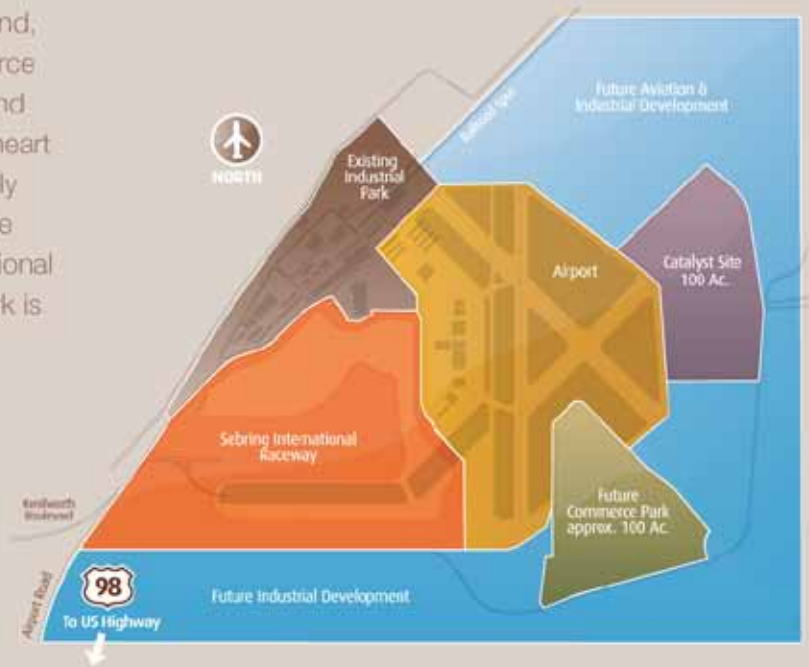 nd,
rce
nd
heart
ly
e
ional
k is
NORTH
Future Aviation &
Industrial Development
Railroad Spur
Existing
Industrial
Park
Airport
Catalyst Site
100 Ac.
Sebring International
Raceway
Future
Commerce Park
approx. 100 Ac.
Kenilworth
Boulevard
Airport Road
98
To US Highway
Future Industrial Development